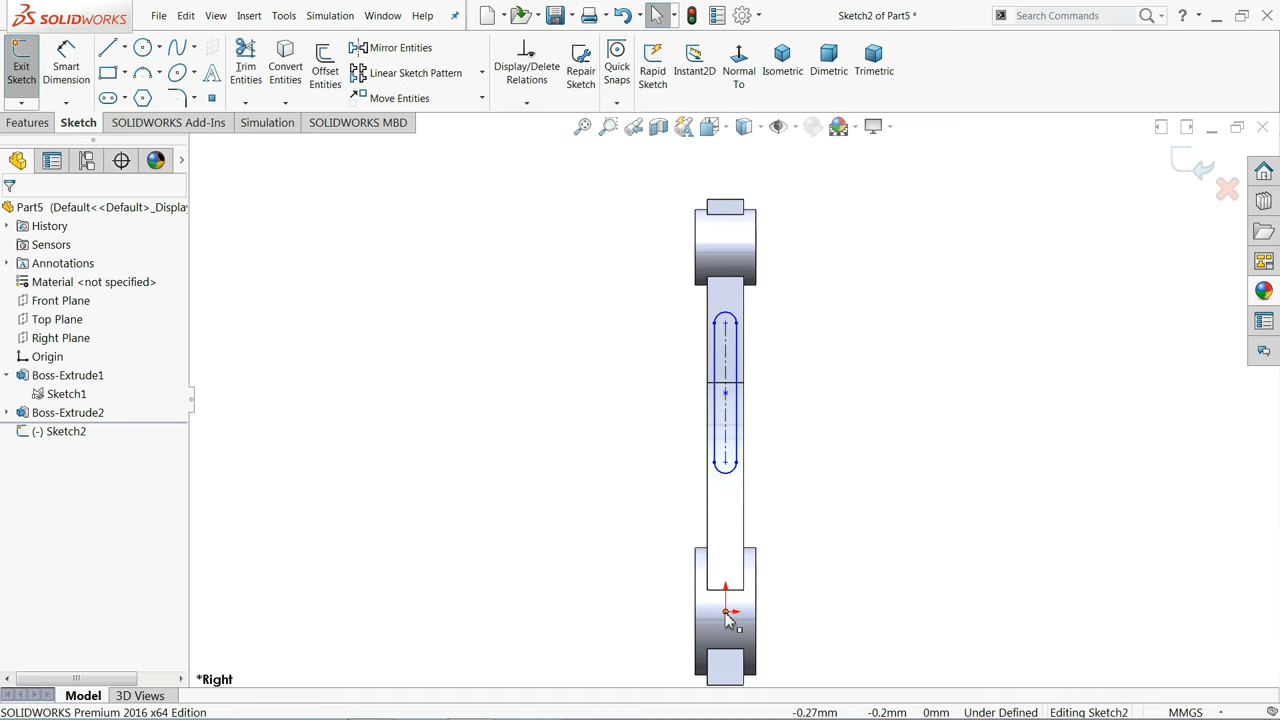 SOLIDWORKS
File Edit View Insert Tools Simulation Window Help
Sketch2 of Part5 *
Search Commands
?
Exit Sketch
Smart Dimension
Trim Entities
Convert Entities
Offset Entities
Mirror Entities
Linear Sketch Pattern
Move Entities
Display/Delete Relations
Repair Sketch
Quick Snaps
Rapid Sketch
Instant2D
Normal To
Isometric
Dimetric
Trimetric
Features Sketch SOLIDWORKS Add-Ins Simulation SOLIDWORKS MBD
Part5 (Default<<Default>_Display
History
Sensors
Annotations
Material <not specified>
Front Plane
Top Plane
Right Plane
Origin
Boss-Extrude1
Sketch1
Boss-Extrude2
(-) Sketch2
*Right
Model 3D Views
SOLIDWORKS Premium 2016 x64 Edition
-0.27mm -0.2mm 0mm Under Defined Editing Sketch2 MMGS